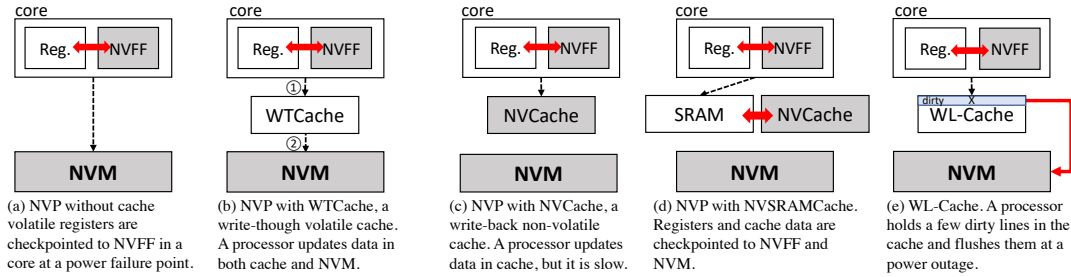 core
Reg.
NVFF
NVM
(a) NVP without cache
volatile registers are
checkpointed to NVFF in a
core at a power failure point.
core
Reg.
NVFF
①
WTCache
②
NVM
(b) NVP with WTCache, a
write-though volatile cache.
A processor updates data in
both cache and NVM.
core
Reg.
NVFF
NVCache
NVM
(c) NVP with NVCache, a
write-back non-volatile
cache. A processor updates
data in cache, but it is slow.
core
Reg.
NVFF
SRAM
NVCache
NVM
(d) NVP with NVSRAMCache.
Registers and cache data are
checkpointed to NVFF and
NVM.
core
Reg.
NVFF
dirty X
WL-Cache
NVM
(e) WL-Cache. A processor
holds a few dirty lines in the
cache and flushes them at a
power outage.